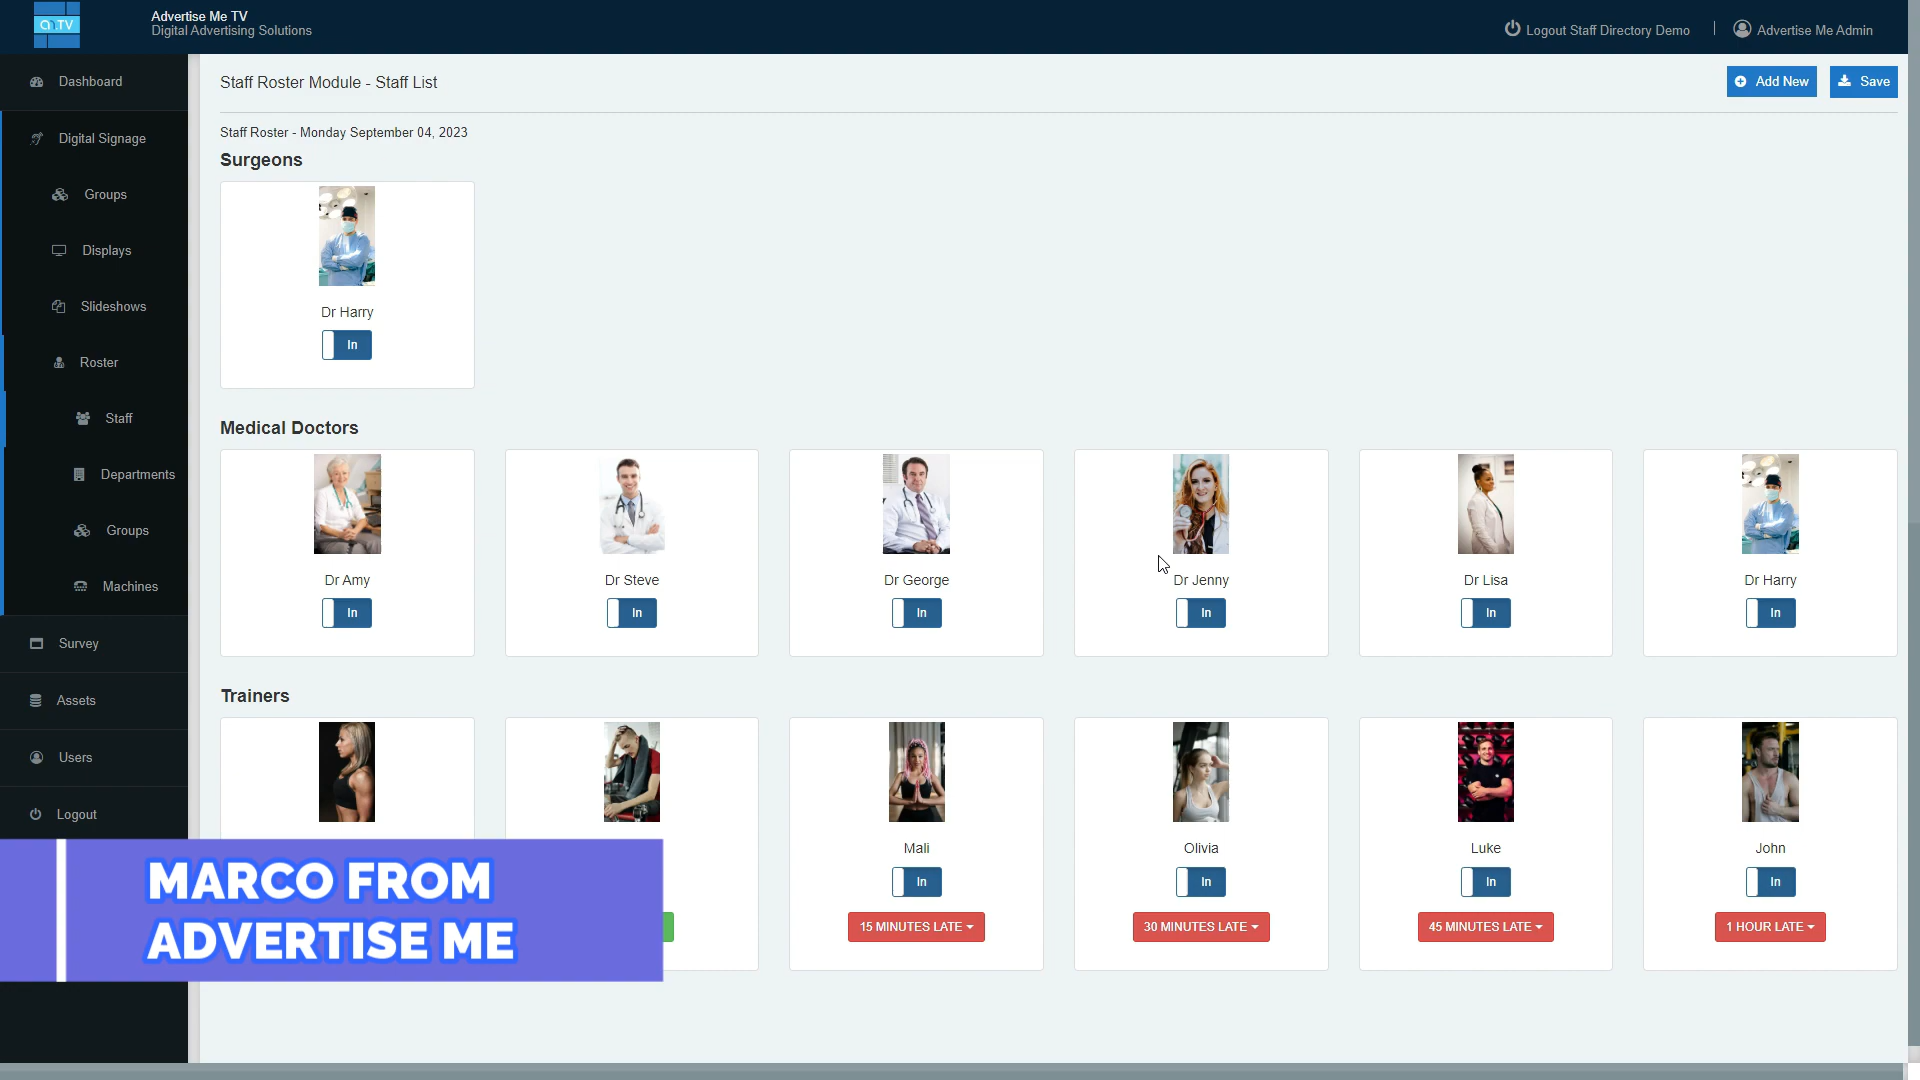 an TV
Advertise Me TV
Digital Advertising Solutions
Logout Staff Directory Demo
Advertise Me Admin
Dashboard
Digital Signage
Groups
Displays
Slideshows
Roster
Staff
Departments
Groups
Machines
Survey
Assets
Users
Logout
Staff Roster Module - Staff List
Add New
Save
Staff Roster - Monday September 04, 2023
Surgeons
Dr Harry
In
Medical Doctors
Dr Amy
Dr Steve
Dr George
Dr Jenny
Dr Lisa
Dr Harry
In
In
In
In
In
In
Trainers
Mali
Olivia
Luke
John
In
In
In
In
15 MINUTES LATE
30 MINUTES LATE
45 MINUTES LATE
1 HOUR LATE
MARCO FROM
ADVERTISE ME